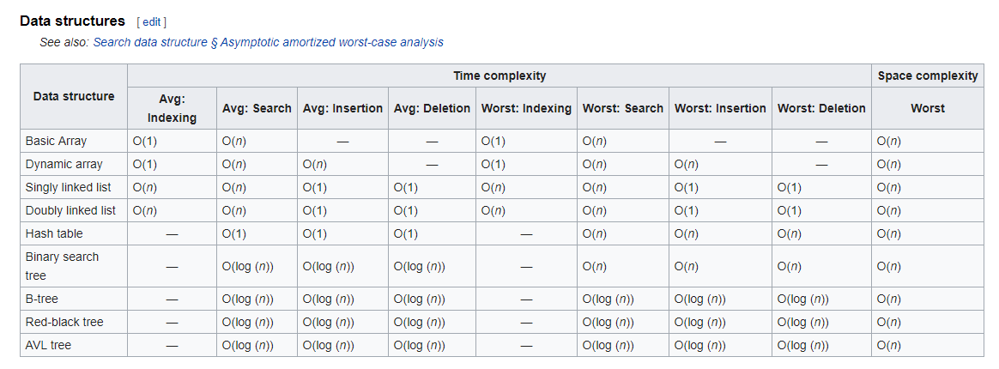 Data structures [ edit ]
See also: Search data structure § Asymptotic amortized worst-case analysis
Data structure Time complexity Space complexity
Avg: Indexing Avg: Search Avg: Insertion Avg: Deletion Worst: Indexing Worst: Search Worst: Insertion Worst: Deletion Worst
Basic Array O(1) O(n) — — O(1) O(n) — — O(n)
Dynamic array O(1) O(n) O(n) — O(1) O(n) O(n) — O(n)
Singly linked list O(n) O(n) O(1) O(1) O(n) O(n) O(1) O(1) O(n)
Doubly linked list O(n) O(n) O(1) O(1) O(n) O(n) O(1) O(1) O(n)
Hash table — O(1) O(1) O(1) — O(n) O(n) O(n) O(n)
Binary search tree — O(log (n)) O(log (n)) O(log (n)) — O(n) O(n) O(n) O(n)
B-tree — O(log (n)) O(log (n)) O(log (n)) — O(log (n)) O(log (n)) O(log (n)) O(n)
Red-black tree — O(log (n)) O(log (n)) O(log (n)) — O(log (n)) O(log (n)) O(log (n)) O(n)
AVL tree — O(log (n)) O(log (n)) O(log (n)) — O(log (n)) O(log (n)) O(log (n)) O(n)